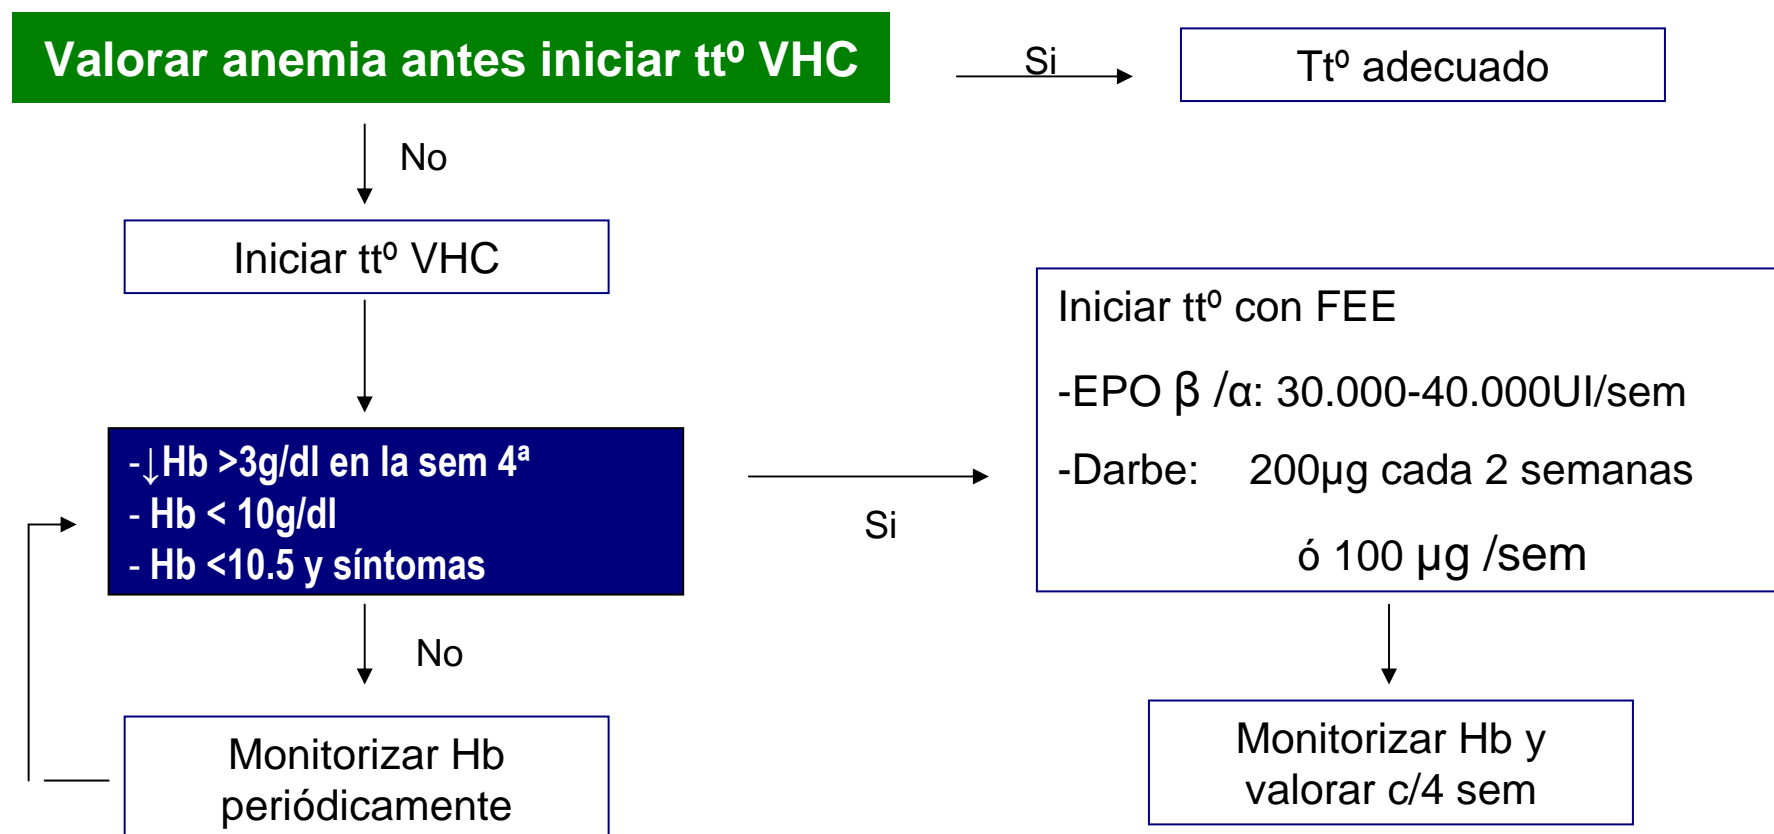 Valorar anemia antes iniciar ttº VHC
Si
Ttº adecuado
No
Iniciar ttº VHC
-↓Hb >3g/dl en la sem 4ª
- Hb < 10g/dl
- Hb <10.5 y síntomas
Si
Iniciar ttº con FEE
-EPO β /α: 30.000-40.000UI/sem
-Darbe: 200µg cada 2 semanas
ó 100 µg /sem
No
Monitorizar Hb
periódicamente
Monitorizar Hb y
valorar c/4 sem